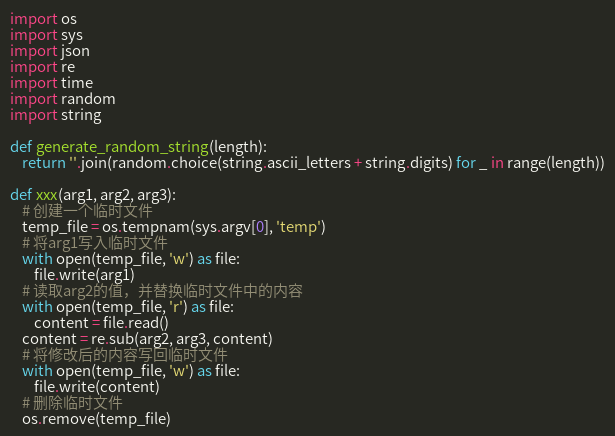 import os
import sys
import json
import re
import time
import random
import string
def generate_random_string(length):
return ''.join(random.choice(string.ascii_letters + string.digits) for _ in range(length))
def xxx(arg1, arg2, arg3):
# 创建一个临时文件
temp_file = os.tempnam(sys.argv[0], 'temp')
# 将arg1写入临时文件
with open(temp_file, 'w') as file:
file.write(arg1)
# 读取arg2的值，并替换临时文件中的内容
with open(temp_file, 'r') as file:
content = file.read()
content = re.sub(arg2, arg3, content)
# 将修改后的内容写回临时文件
with open(temp_file, 'w') as file:
file.write(content)
# 删除临时文件
os.remove(temp_file)